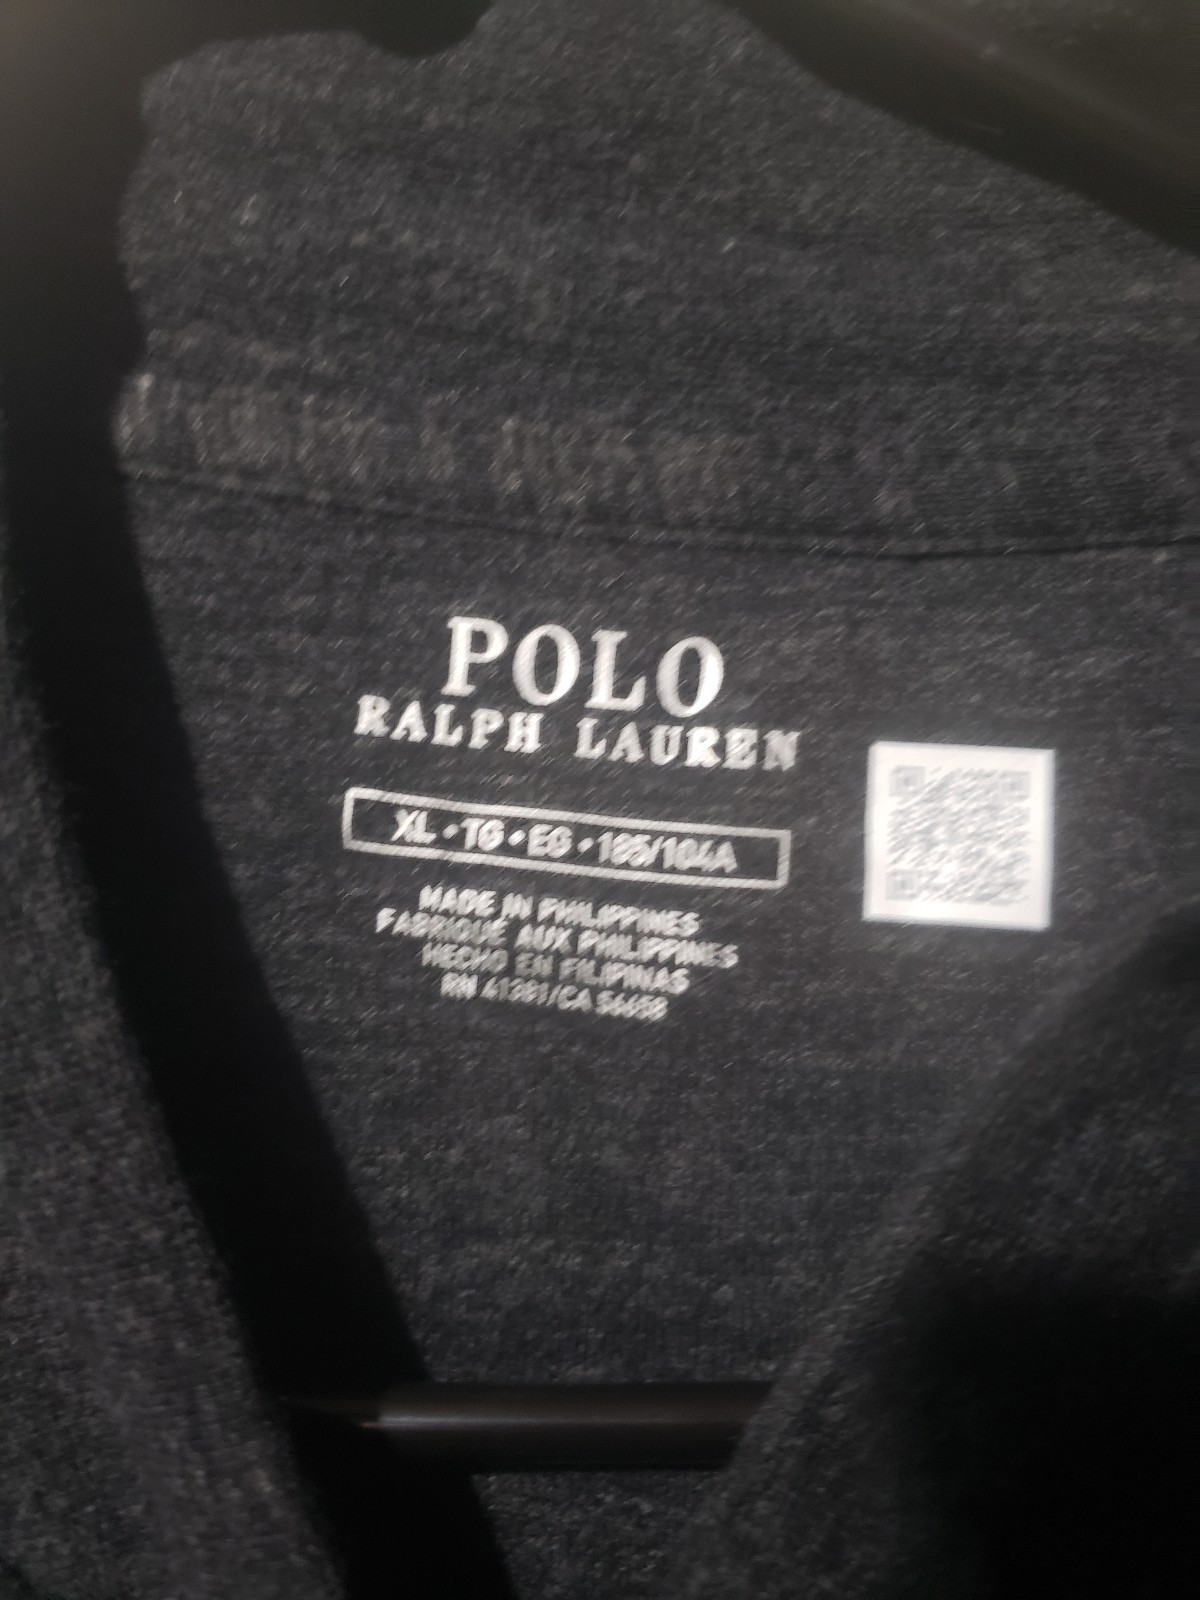 POLO
RALPH LAUREN
XL • TG • EG • 185/104A
MADE IN PHILIPPINES
FABRIQUÉ AUX PHILIPPINES
HECHO EN FILIPINAS
RN 41381/CA 56658